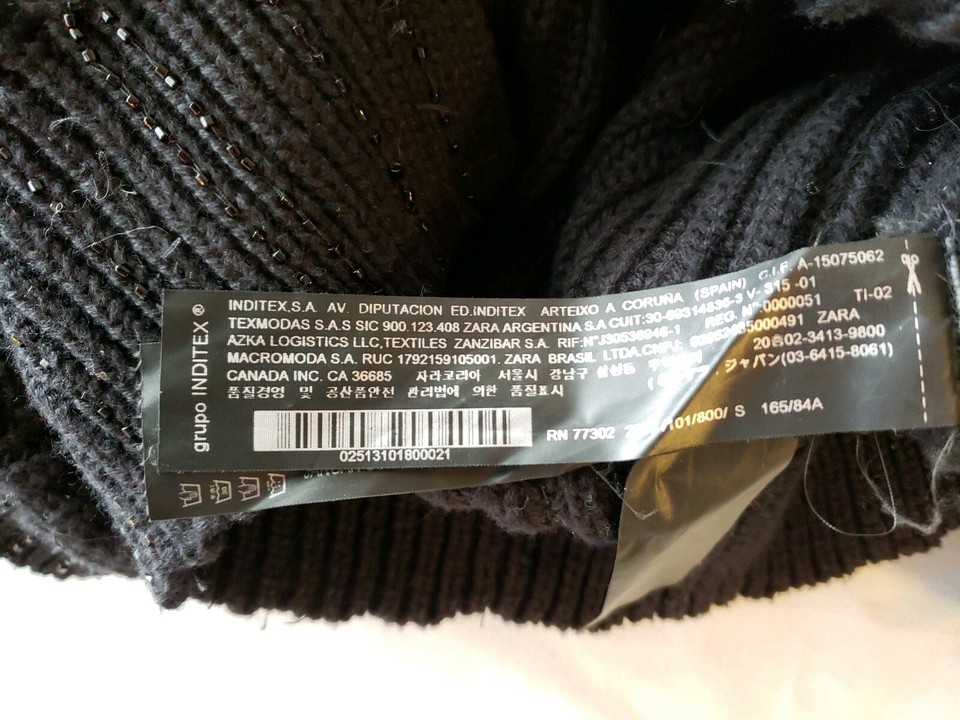 grupo INDITEX ®
INDITEX,S.A. AV. DIPUTACION ED.INDITEX ARTEIXO A CORUÑA (SPAIN) C.I.F. A-15075062
TEXMODAS S.A.S SIC 900.123.408 ZARA ARGENTINA S.A CUIT:30-69314836-3 V- 315 -01
AZKA LOGISTICS LLC,TEXTILES ZANZIBAR S.A. RIF:Nº J30538946-1 REG. Nº:0000051 TI-02
MACROMODA S.A. RUC 1792159105001. ZARA BRASIL LTDA. ZARA
CANADA INC. CA 36685 자라코리아 서울시 강남구 삼성동 20층02-3413-9800
품질경영 및 공산품안전 관리법에 의한 품질표시 ジャパン(03-6415-8061)
02513101800021
RN 77302 /101/800/ S 165/84A